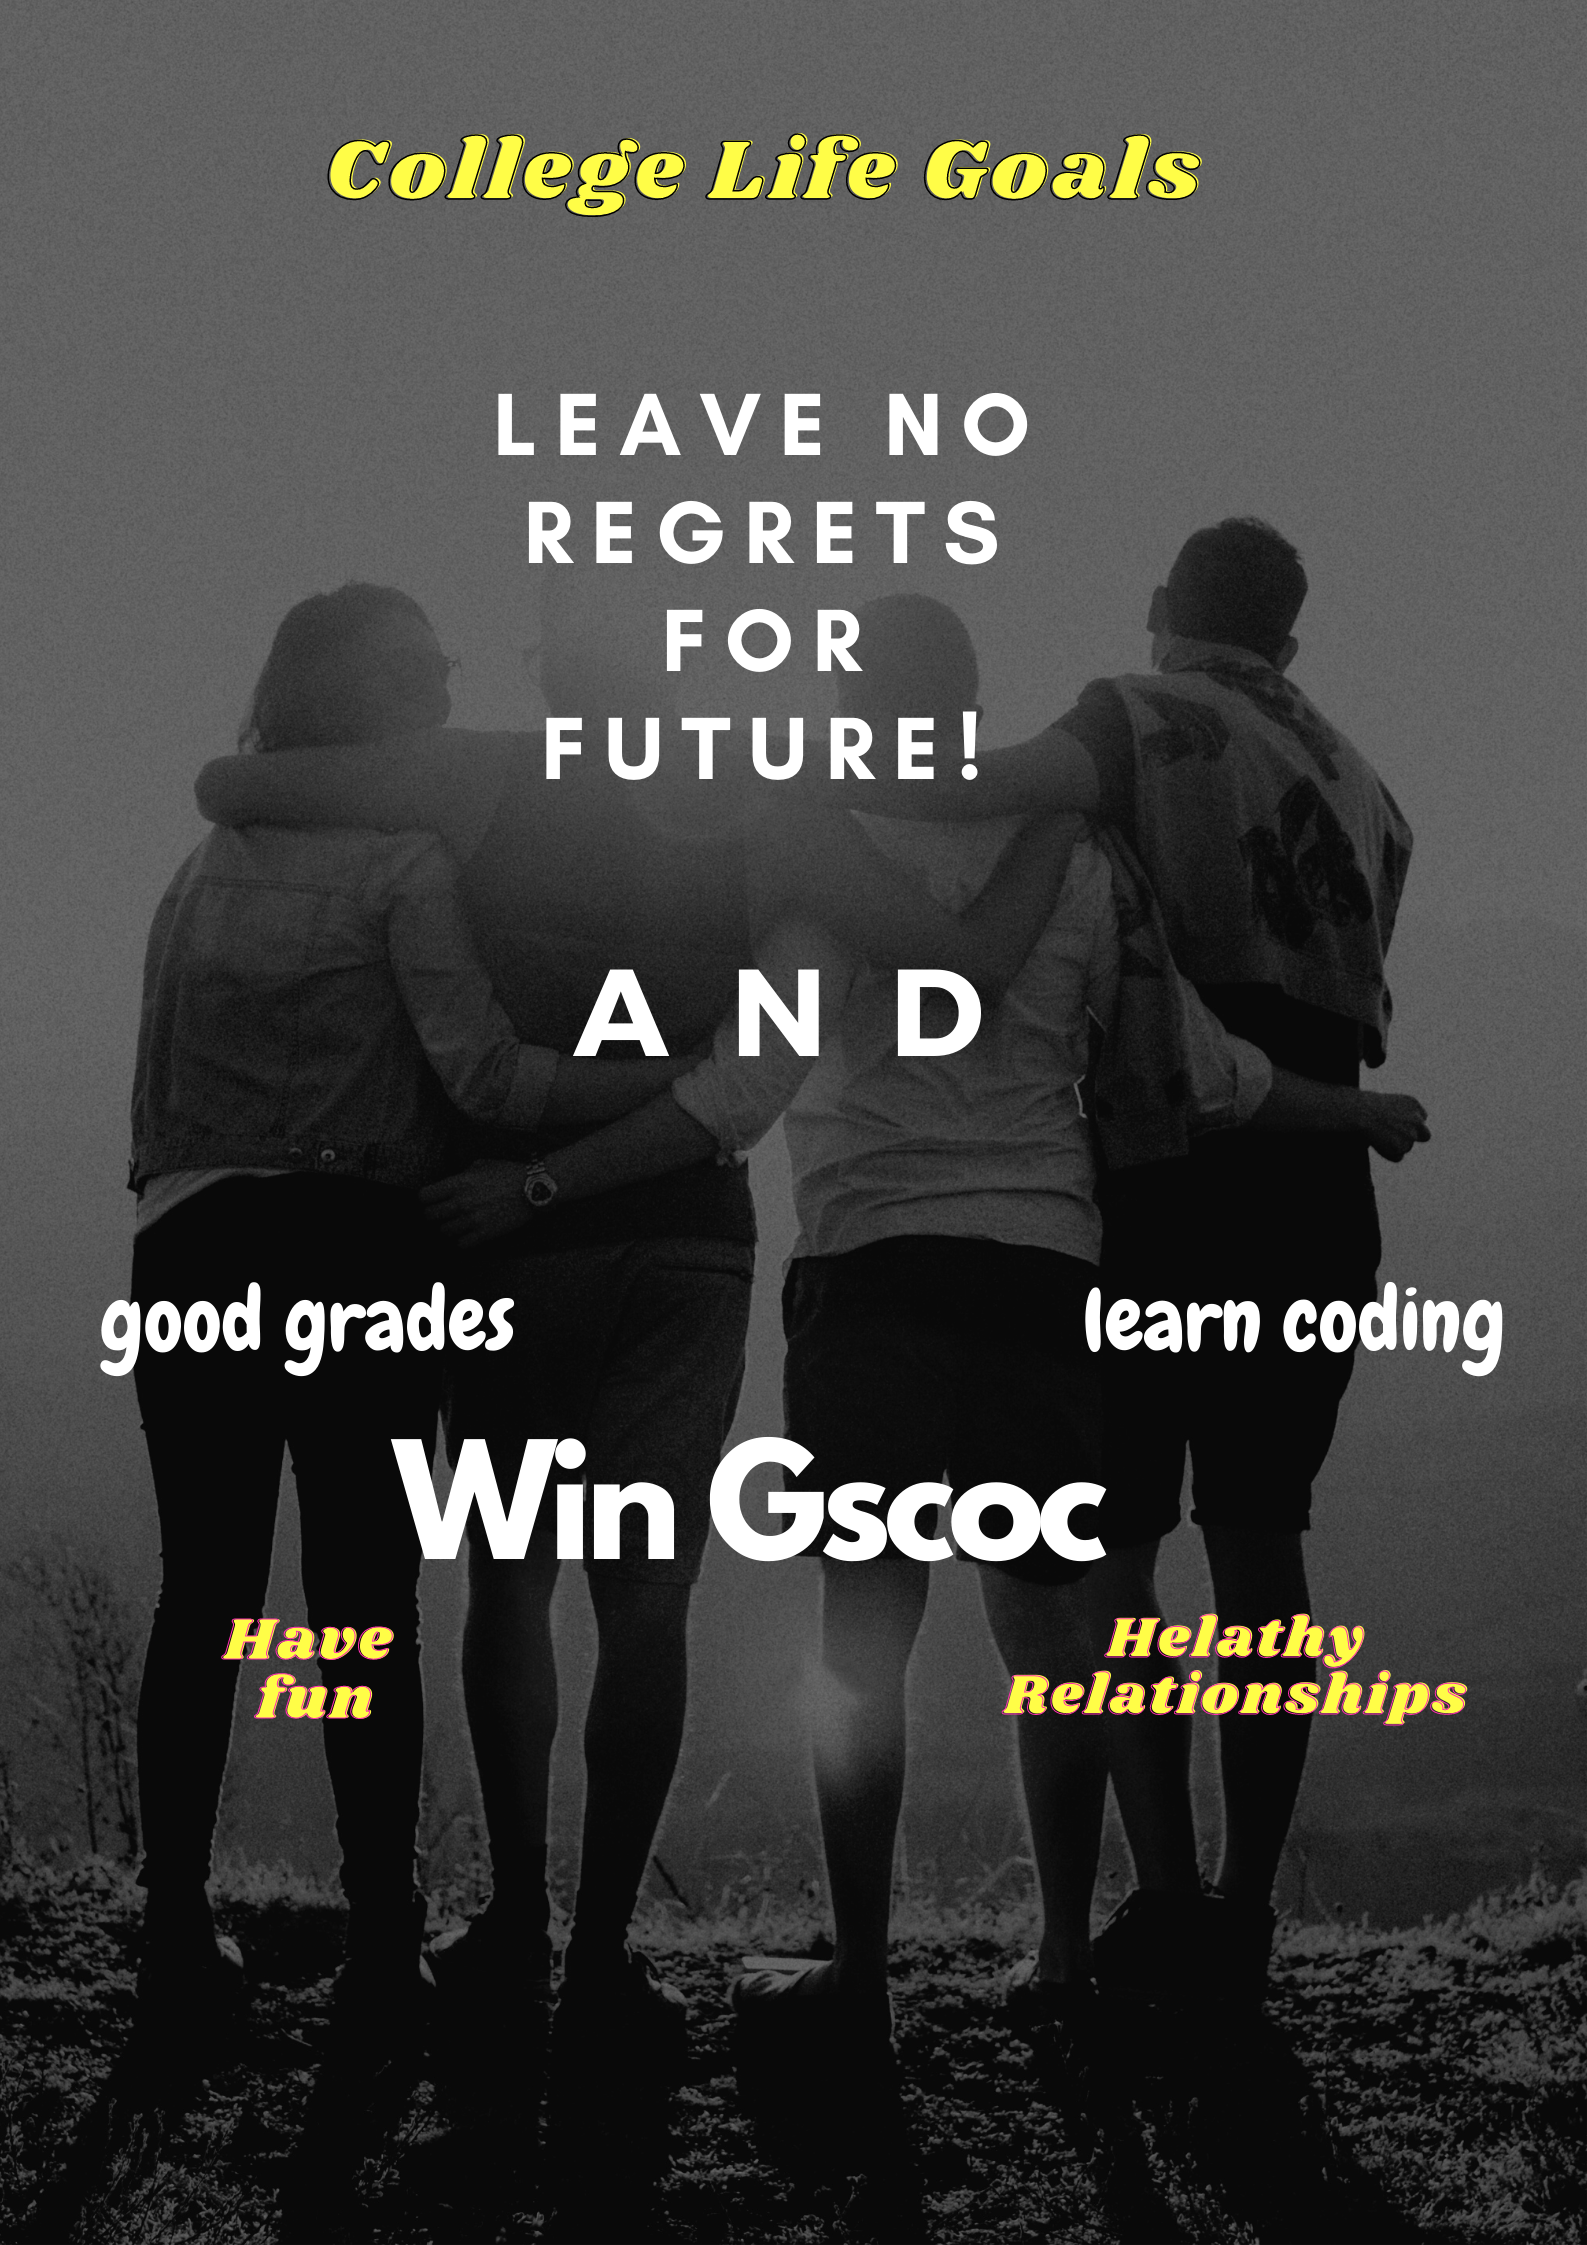 College Life Goals
LEAVE NO
REGRETS
FOR
FUTURE!
AND
good grades
learn coding
Win Gscoc
Have
fun
Helathy
Relationships